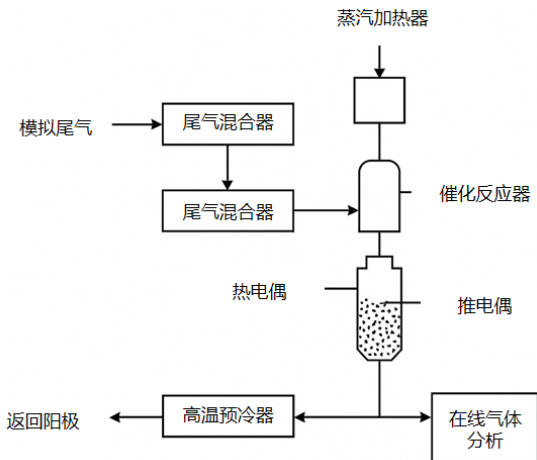 蒸汽加热器
模拟尾气
尾气混合器
尾气混合器
催化反应器
热电偶
推电偶
返回阳极
高温预冷器
在线气体
分析